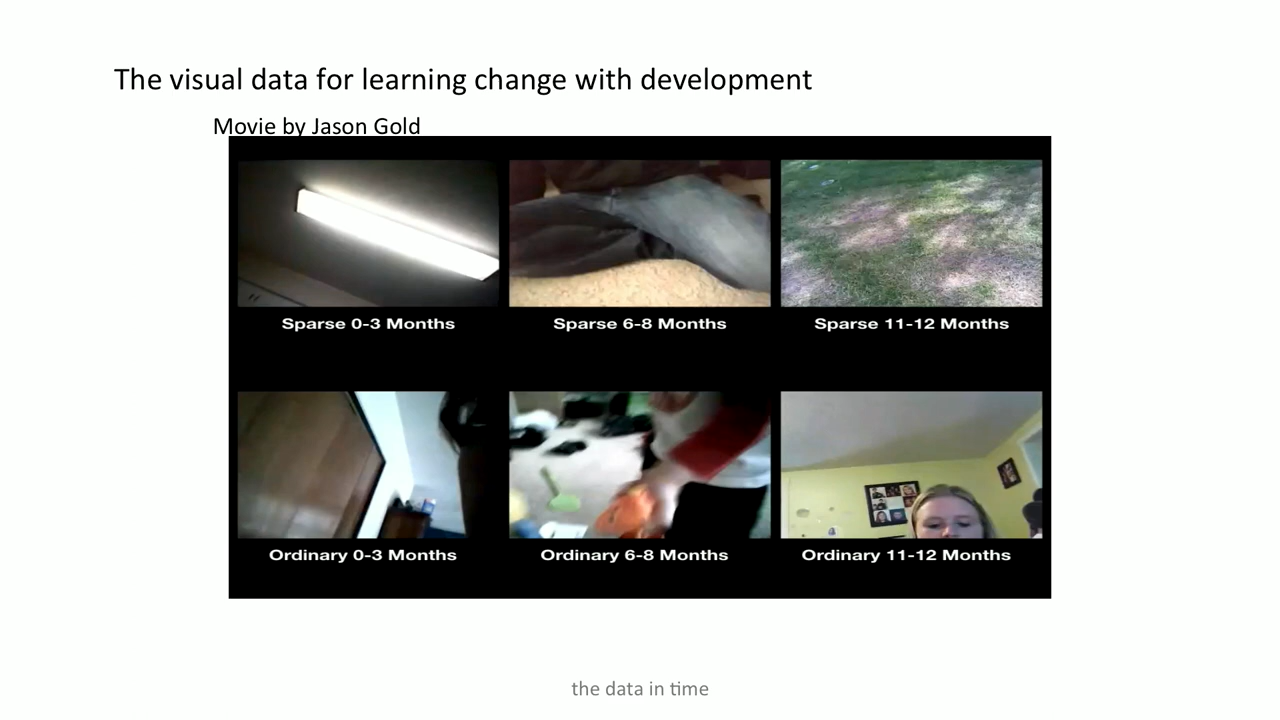 The visual data for learning change with development
Movie by Jason Gold
Sparse 0-3 Months
Sparse 6-8 Months
Sparse 11-12 Months
Ordinary 0-3 Months
Ordinary 6-8 Months
Ordinary 11-12 Months
the data in time